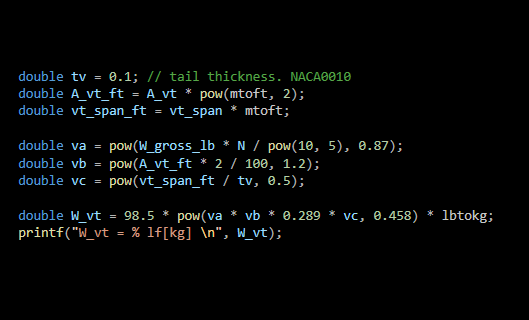 double tv = 0.1; // tail thickness. NACA0010
double A_vt_ft = A_vt * pow(mtoft, 2);
double vt_span_ft = vt_span * mtoft;
double va = pow(W_gross_lb * N / pow(10, 5), 0.87);
double vb = pow(A_vt_ft * 2 / 100, 1.2);
double vc = pow(vt_span_ft / tv, 0.5);
double W_vt = 98.5 * pow(va * vb * 0.289 * vc, 0.458) * lbtokg;
printf("W_vt = % lf[kg] \n", W_vt);